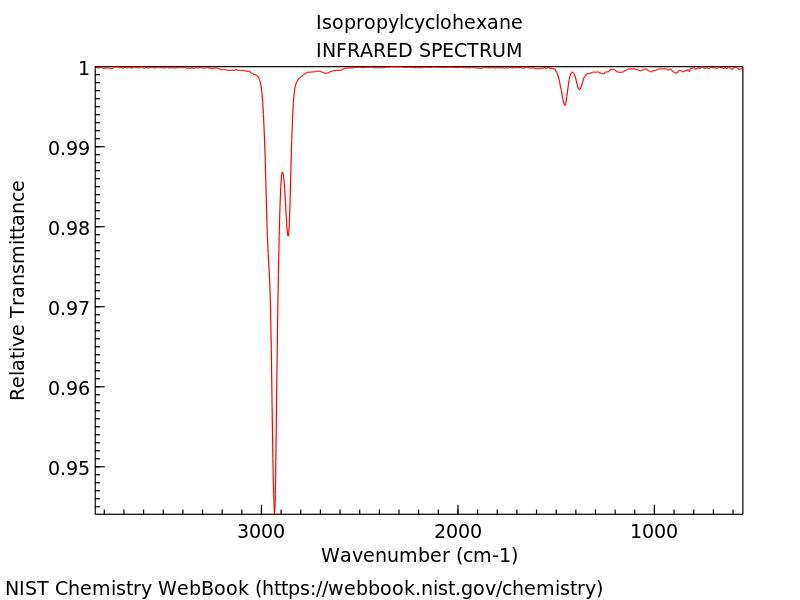 Isopropylcyclohexane
INFRARED SPECTRUM
1
0.99
0.98
0.97
0.96
0.95
Relative Transmittance
3000 2000 1000
Wavenumber (cm-1)
NIST Chemistry WebBook (https://webbook.nist.gov/chemistry)